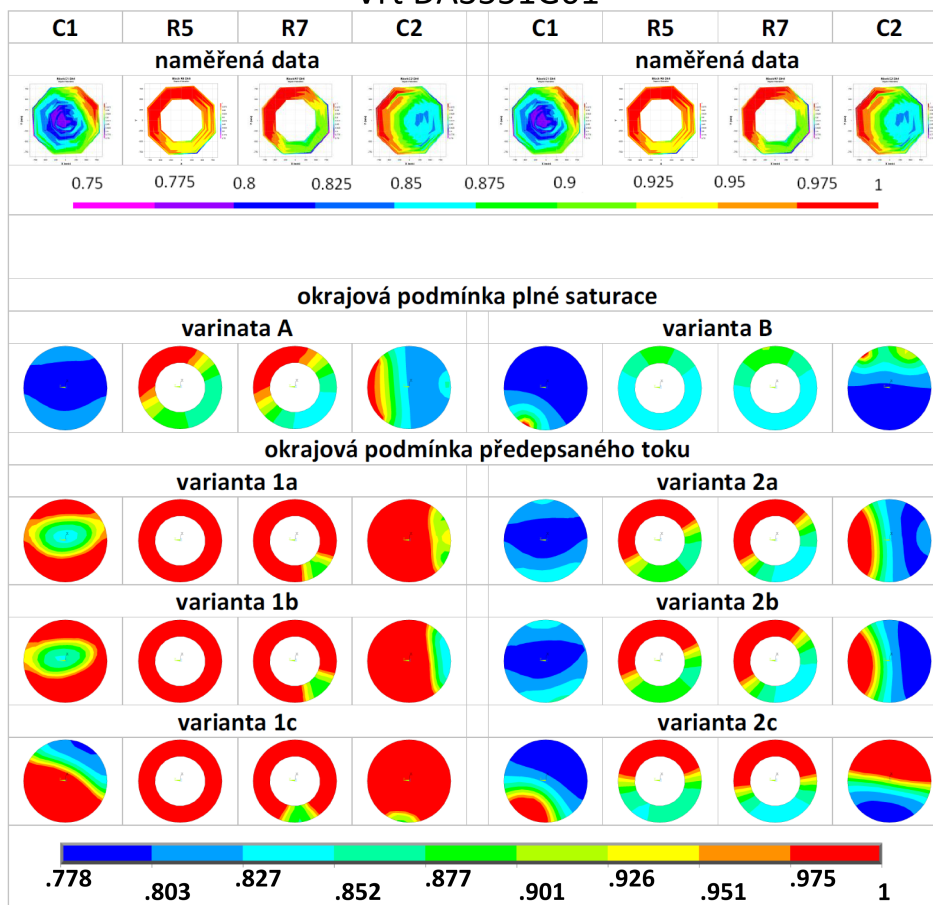 C1 R5 R7 C2 C1 R5 R7 C2
naměřená data naměřená data
0.75 0.775 0.8 0.825 0.85 0.875 0.9 0.925 0.95 0.975 1
okrajová podmínka plné saturace
varinata A varianta B
okrajová podmínka předepsaného toku
varianta 1a varianta 2a
varianta 1b varianta 2b
varianta 1c varianta 2c
.778 .827 .877 .926 .975
.803 .852 .901 .951 1